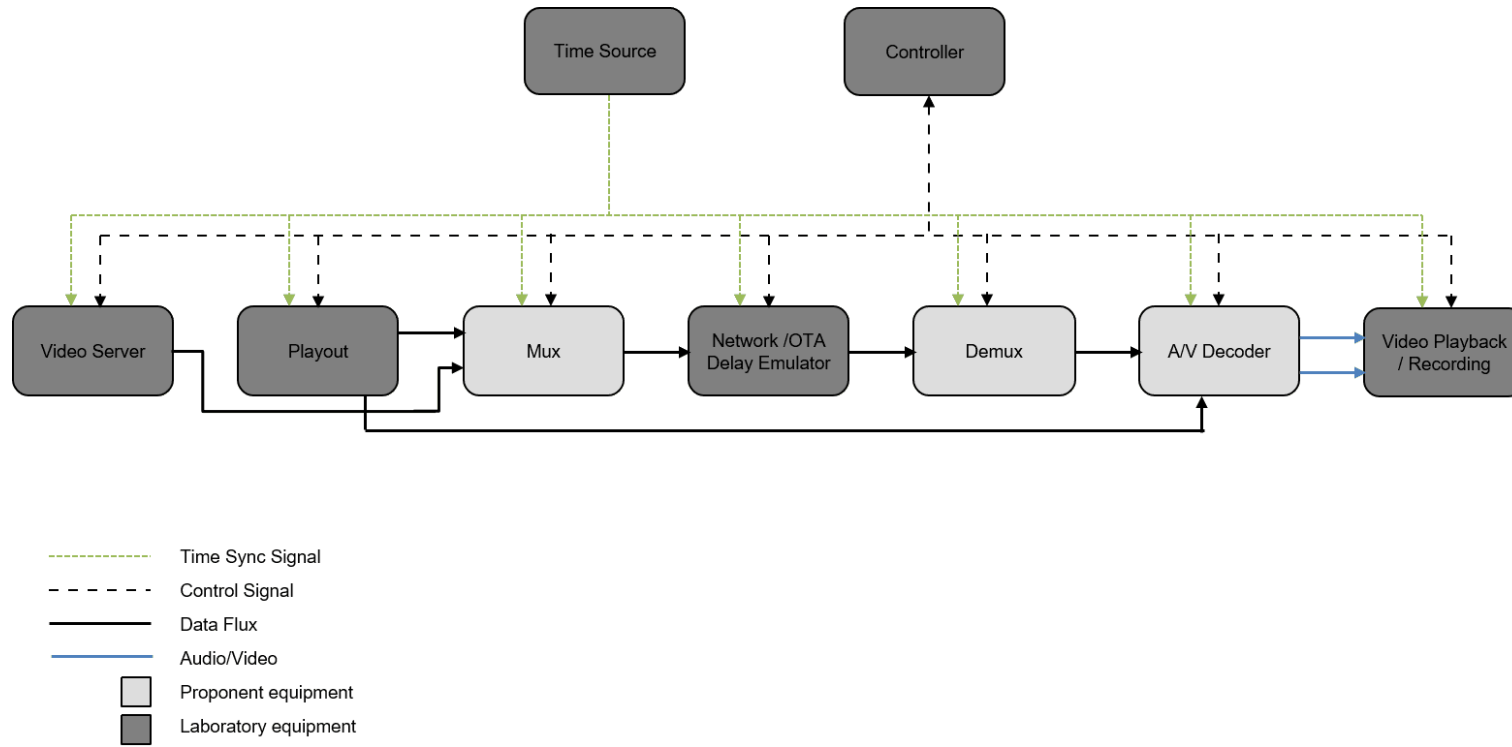 Time Source
Controller
Video Server
Playout
Mux
Network /OTA
Delay Emulator
Demux
A/V Decoder
Video Playback
/ Recording
Time Sync Signal
Control Signal
Data Flux
Audio/Video
Proponent equipment
Laboratory equipment